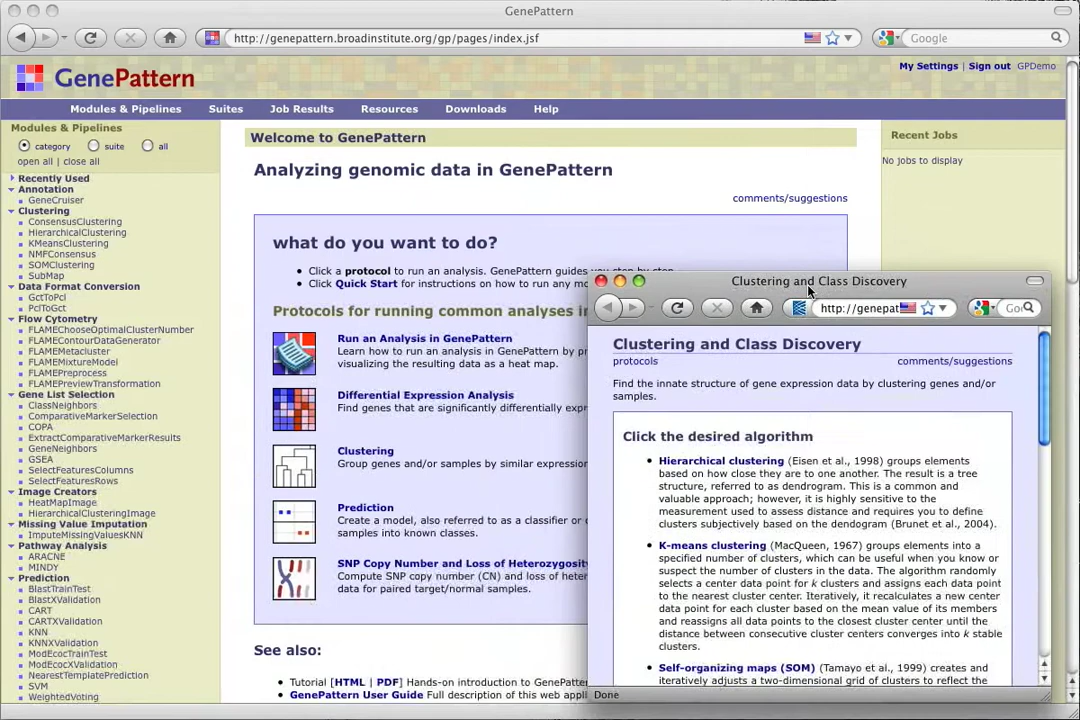 GenePattern
http://genepattern.broadinstitute.org/gp/pages/index.jsf
Google
GenePattern
My Settings | Sign out GPDemo
Modules & Pipelines Suites Job Results Resources Downloads Help
Modules & Pipelines
category suite all
open all | close all
Recently Used
Annotation
GeneCruiser
Clustering
ConsensusClustering
HierarchicalClustering
KMeansClustering
NMFConsensus
SOMClustering
SubMap
Data Format Conversion
GctToPcl
PclToGct
Flow Cytometry
FLAMEChooseOptimalClusterNumber
FLAMEContourDataGenerator
FLAMEMetacluster
FLAMEMixtureModel
FLAMEPreprocess
FLAMEPreviewTransformation
Gene List Selection
ClassNeighbors
ComparativeMarkerSelection
COPA
ExtractComparativeMarkerResults
GeneNeighbors
GSEA
SelectFeaturesColumns
SelectFeaturesRows
Image Creators
HeatMapImage
HierarchicalClusteringImage
Missing Value Imputation
ImputeMissingValuesKNN
Pathway Analysis
ARACNE
MINDY
Prediction
BlastTrainTest
BlastXValidation
CART
CARTXValidation
KNN
KNNXValidation
ModEcocTrainTest
ModEcocXValidation
NearestTemplatePrediction
SVM
WeightedVoting
Welcome to GenePattern
Analyzing genomic data in GenePattern
comments/suggestions
what do you want to do?
Click a protocol to run an analysis. GenePattern guides you step by step.
Click Quick Start for instructions on how to run any mo
Protocols for running common analyses in
Run an Analysis in GenePattern
Learn how to run an analysis in GenePattern by pr
visualizing the resulting data as a heat map.
Differential Expression Analysis
Find genes that are significantly differentially expr
Clustering
Group genes and/or samples by similar expression
Prediction
Create a model, also referred to as a classifier or c
samples into known classes.
SNP Copy Number and Loss of Heterozygosity
Compute SNP copy number (CN) and loss of heter
data for paired target/normal samples.
See also:
Tutorial [HTML | PDF] Hands-on introduction to GenePatte
GenePattern User Guide Full description of this web appl
Recent Jobs
No jobs to display
Clustering and Class Discovery
http://genepat
Goo
Clustering and Class Discovery
protocols comments/suggestions
Find the innate structure of gene expression data by clustering genes and/or
samples.
Click the desired algorithm
Hierarchical clustering (Eisen et al., 1998) groups elements
based on how close they are to one another. The result is a tree
structure, referred to as dendrogram. This is a common and
valuable approach; however, it is highly sensitive to the
measurement used to assess distance and requires you to define
clusters subjectively based on the dendogram (Brunet et al., 2004).
K-means clustering (MacQueen, 1967) groups elements into a
specified number of clusters, which can be useful when you know or
suspect the number of clusters in the data. The algorithm randomly
selects a center data point for k clusters and assigns each data point
to the nearest cluster center. Iteratively, it recalculates a new center
data point for each cluster based on the mean value of its members
and reassigns all data points to the closest cluster center until the
distance between consecutive cluster centers converges into k stable
clusters.
Self-organizing maps (SOM) (Tamayo et al., 1999) creates and
iteratively adjusts a two-dimensional grid of clusters to reflect the
Done